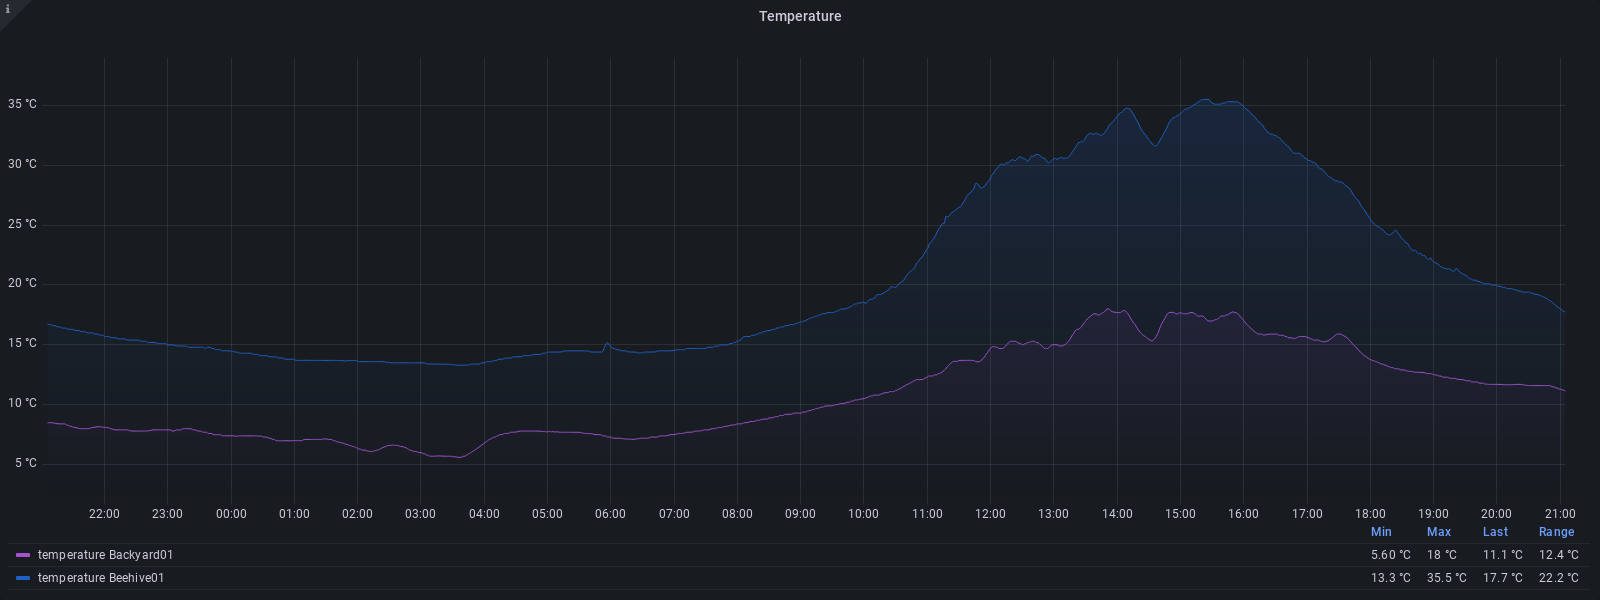 i
Temperature
35 °C
30 °C
25 °C
20 °C
15 °C
10 °C
5 °C
22:00 23:00 00:00 01:00 02:00 03:00 04:00 05:00 06:00 07:00 08:00 09:00 10:00 11:00 12:00 13:00 14:00 15:00 16:00 17:00 18:00 19:00 20:00 21:00
Min Max Last Range
temperature Backyard01 5.60 °C 18 °C 11.1 °C 12.4 °C
temperature Beehive01 13.3 °C 35.5 °C 17.7 °C 22.2 °C